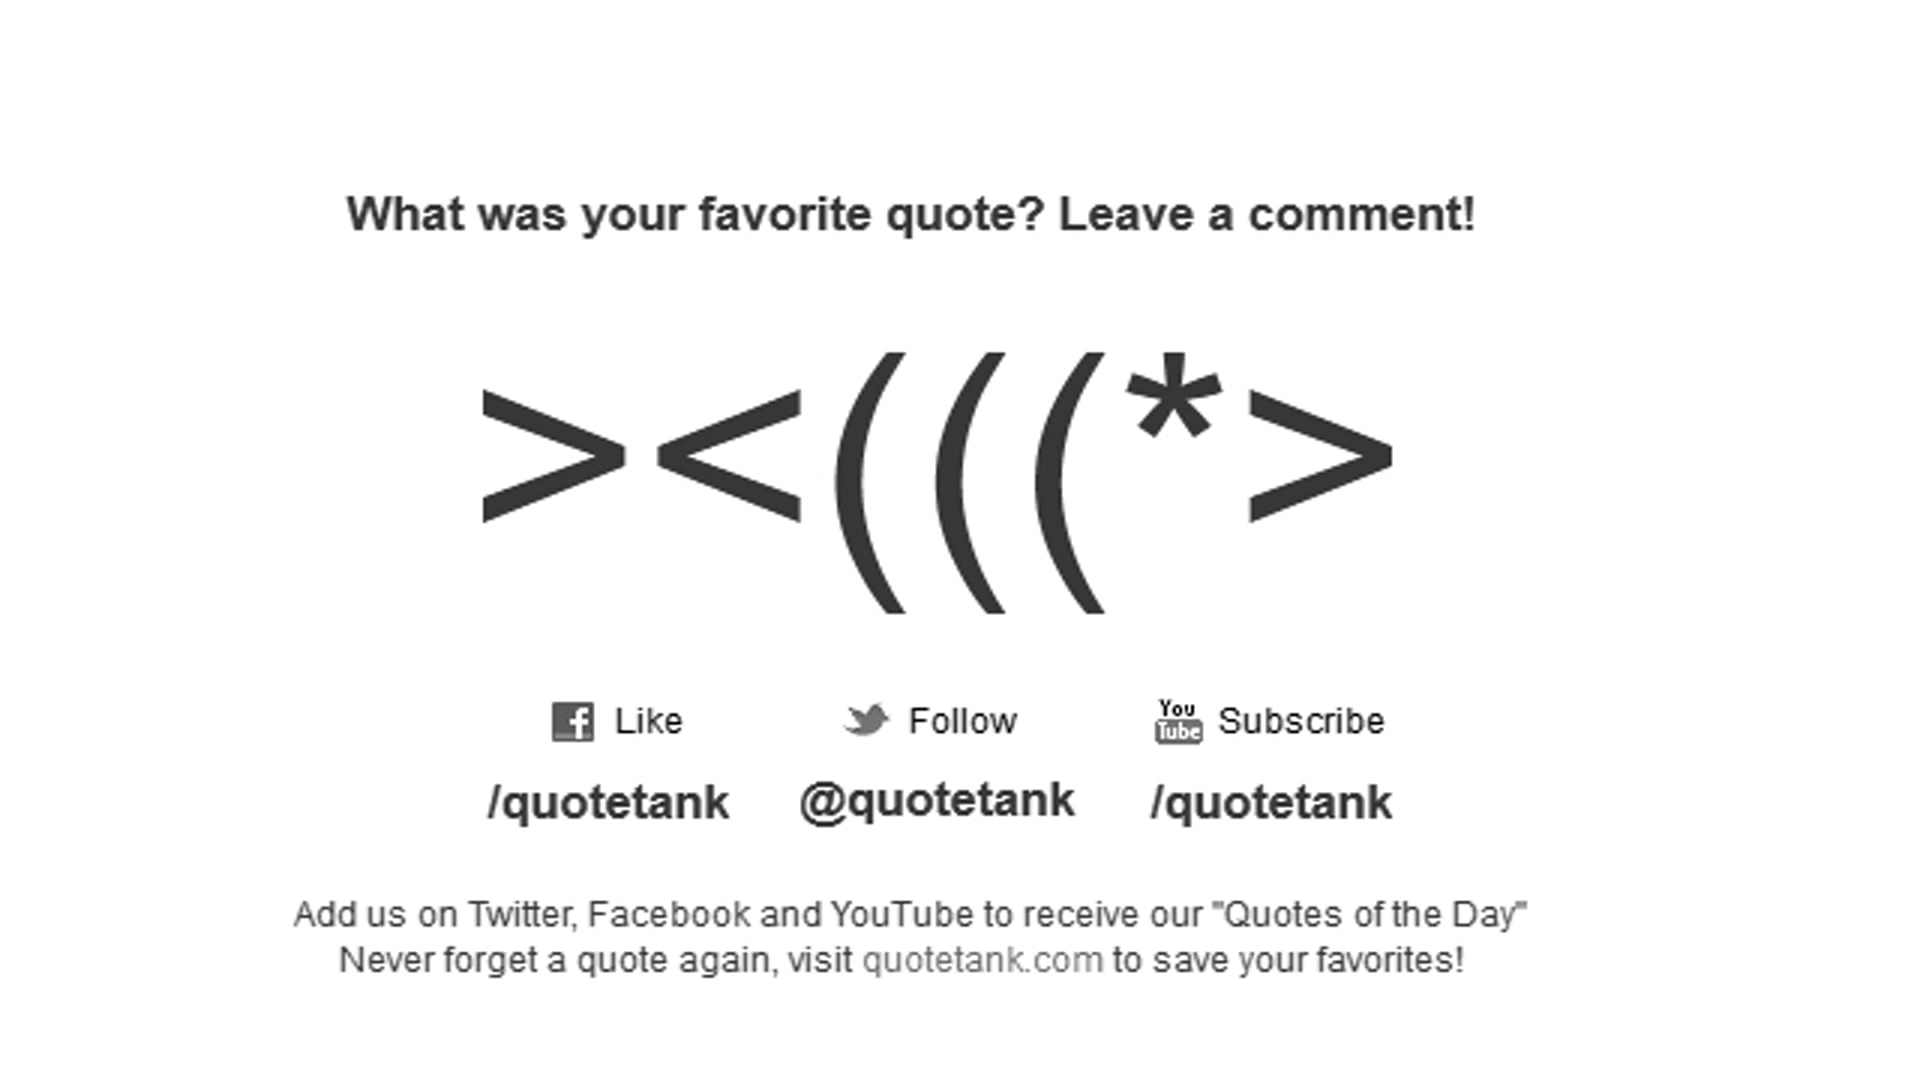 What was your favorite quote? Leave a comment!
><(((*>
f Like You Tube Subscribe
Follow
/quotetank @quotetank /quotetank
Add us on Twitter, Facebook and YouTube to receive our "Quotes of the Day"
Never forget a quote again, visit quotetank.com to save your favorites!